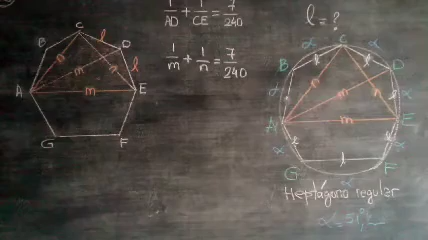 1/AD + 1/CE = 7/240
l = ?
1/m + 1/n = 7/240
C
B
l
D
n
m
l
A
m
E
G
F
α
C
α
B
D
α
α
n
m
n
A
m
E
α
α
G
l
F
α
Heptágono regular